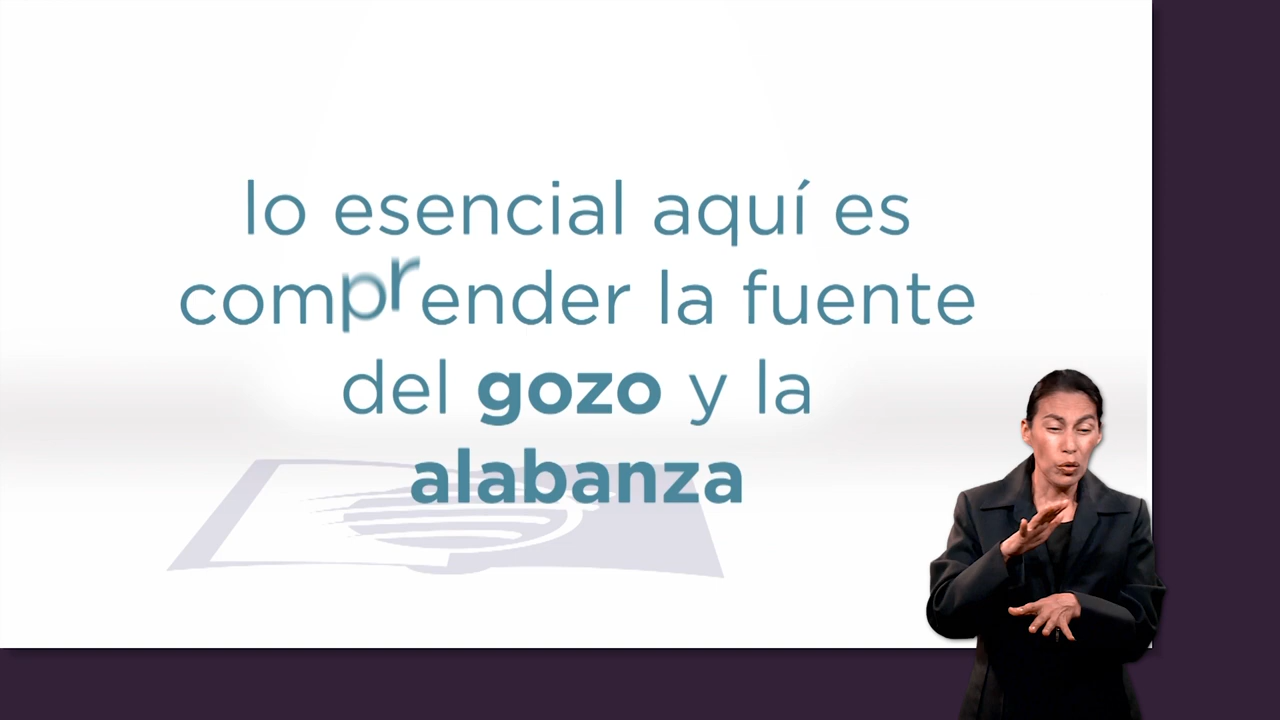 lo esencial aquí es
comprender la fuente
del gozo y la
alabanza